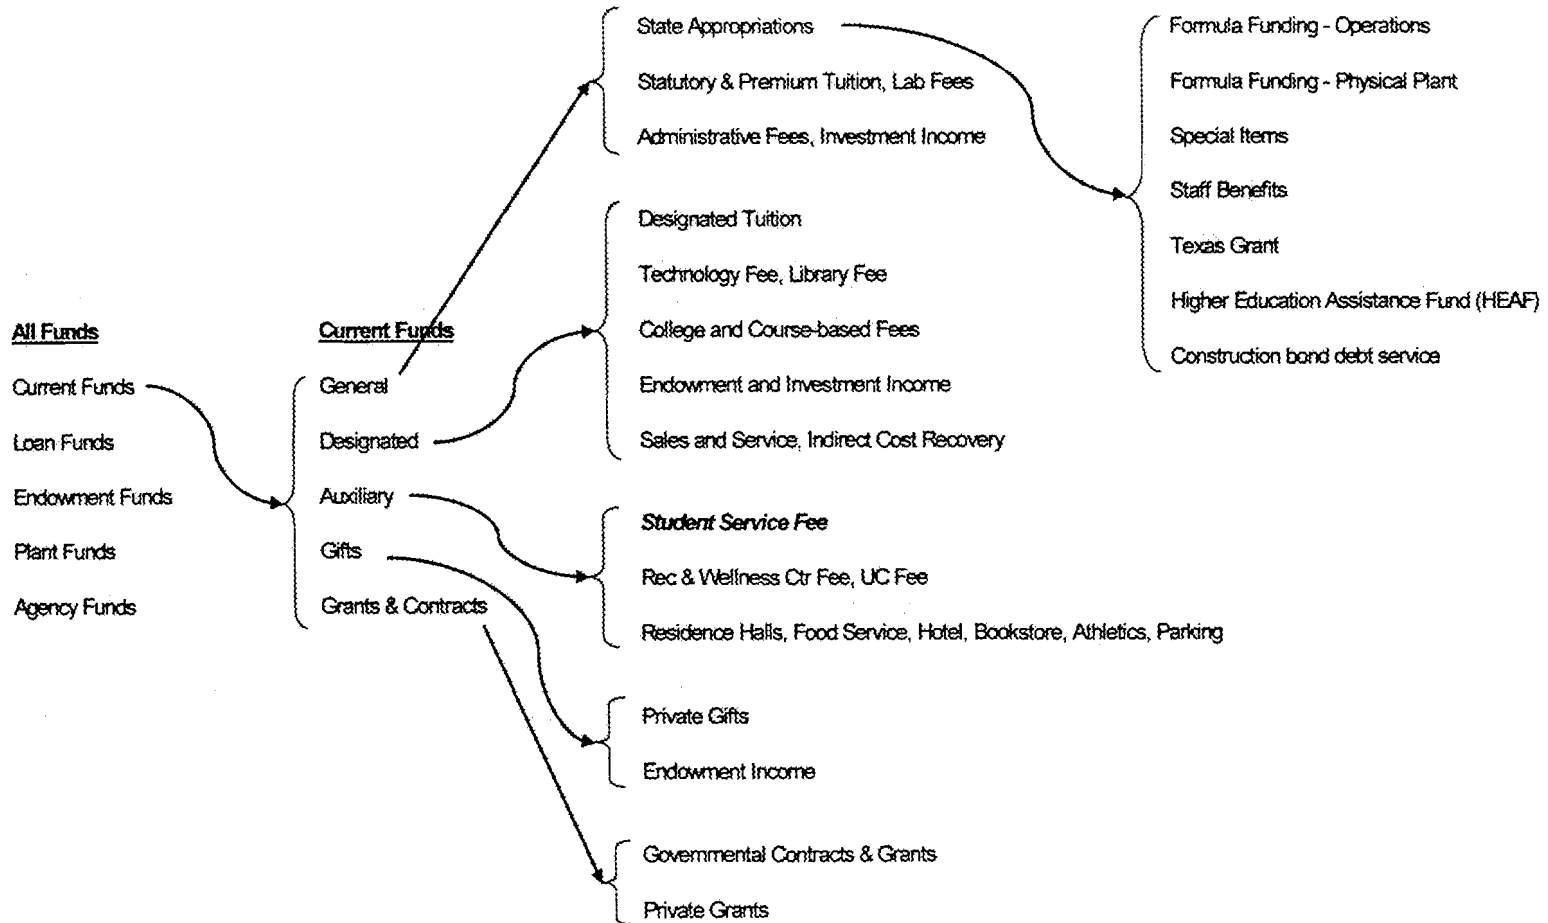 All Funds
Current Funds
Loan Funds
Endowment Funds
Plant Funds
Agency Funds
Current Funds
General
Designated
Auxiliary
Gifts
Grants & Contracts
State Appropriations
Statutory & Premium Tuition, Lab Fees
Administrative Fees, Investment Income
Designated Tuition
Technology Fee, Library Fee
College and Course-based Fees
Endowment and Investment Income
Sales and Service, Indirect Cost Recovery
Student Service Fee
Rec & Wellness Ctr Fee, UC Fee
Residence Halls, Food Service, Hotel, Bookstore, Athletics, Parking
Private Gifts
Endowment Income
Governmental Contracts & Grants
Private Grants
Formula Funding - Operations
Formula Funding - Physical Plant
Special Items
Staff Benefits
Texas Grant
Higher Education Assistance Fund (HEAF)
Construction bond debt service